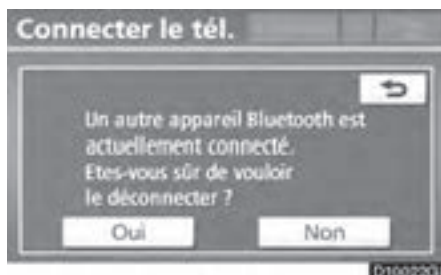 Connecter le tél.
Un autre appareil Bluetooth est
actuellement connecté.
Etes-vous sûr de vouloir
le déconnecter ?
Oui Non